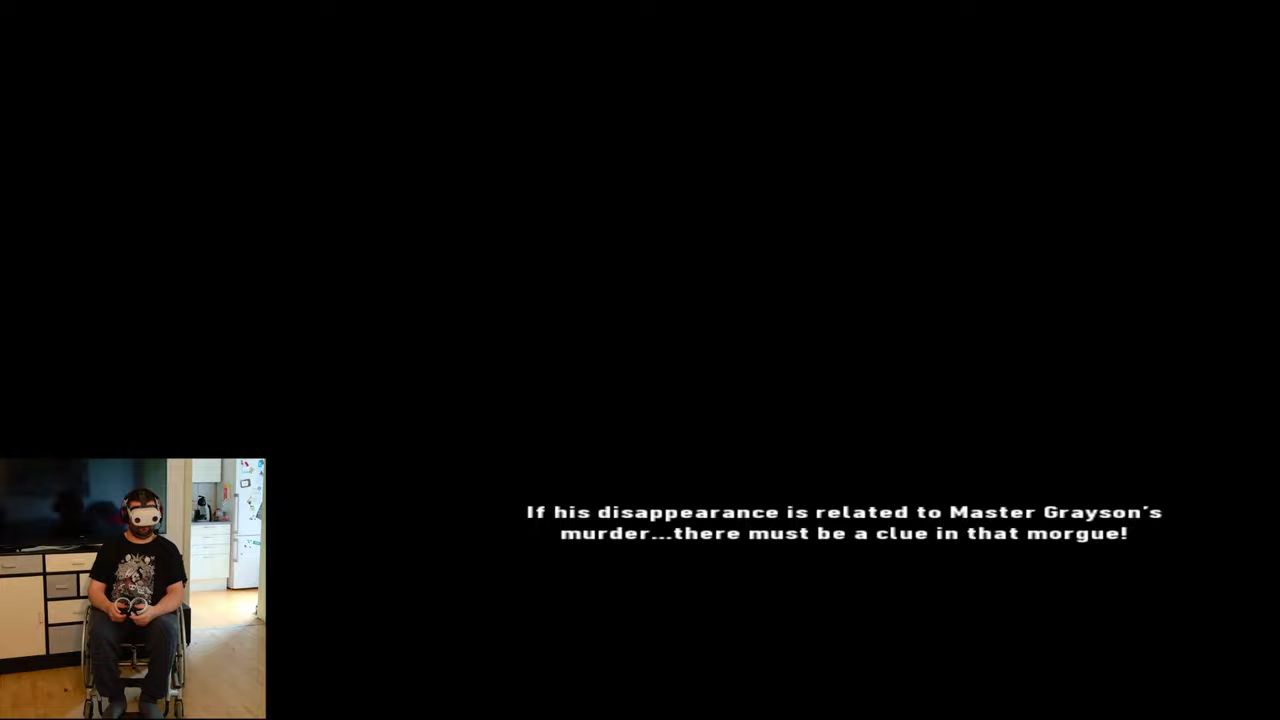 If his disappearance is related to Master Grayson's
murder...there must be a clue in that morgue!